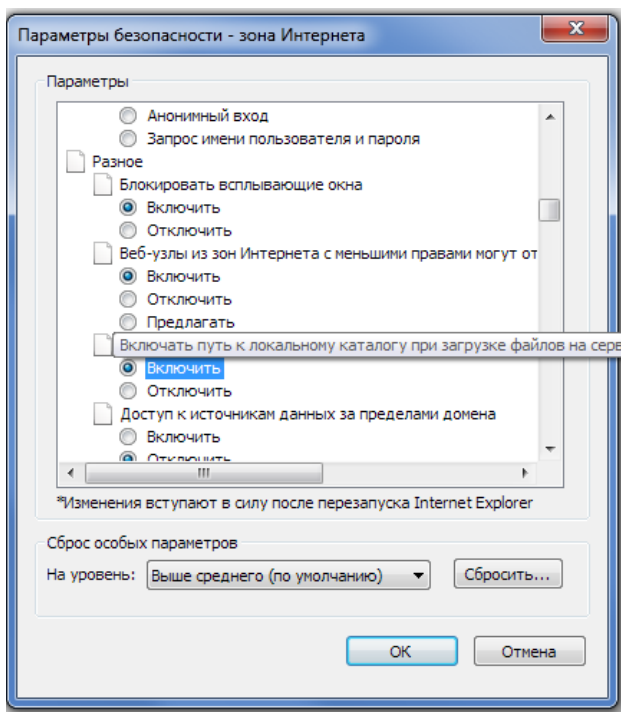 Параметры безопасности - зона Интернета
Параметры
Анонимный вход
Запрос имени пользователя и пароля
Разное
Блокировать всплывающие окна
Включить
Отключить
Веб-узлы из зон Интернета с меньшими правами могут от
Включить
Отключить
Предлагать
Включать путь к локальному каталогу при загрузке файлов на серв
Включить
Отключить
Доступ к источникам данных за пределами домена
Включить
Отключить
*Изменения вступают в силу после перезапуска Internet Explorer
Сброс особых параметров
На уровень: Выше среднего (по умолчанию) Сбросить...
OK Отмена